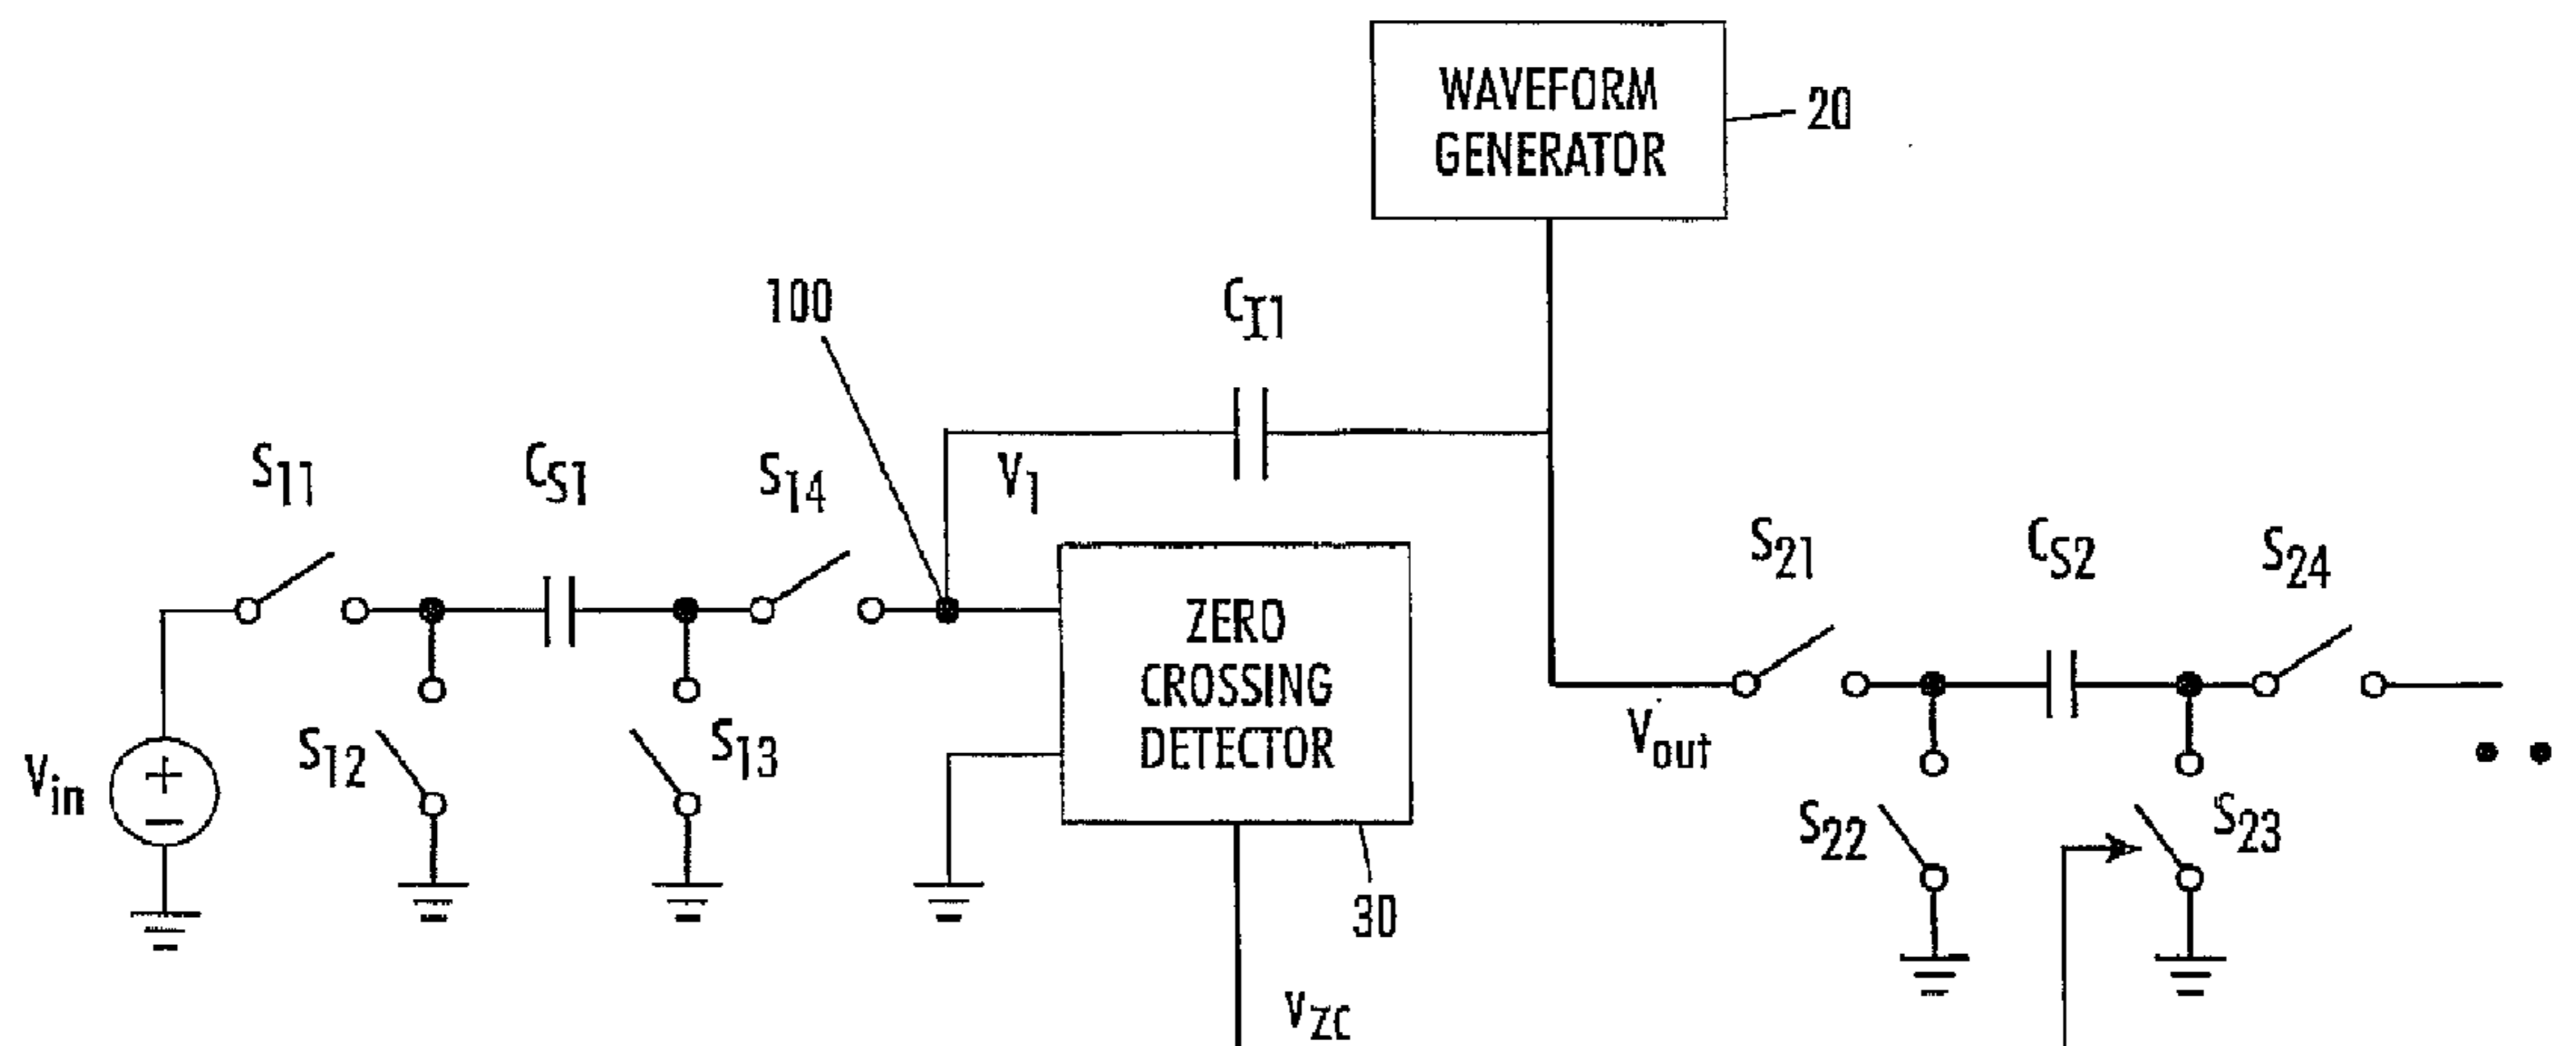 WAVEFORM
GENERATOR
20
100
C_I1
S_11
C_S1
S_14
V_1
S_21
C_S2
S_24
ZERO
CROSSING
DETECTOR
V_in
S_12
S_13
V_out
S_22
S_23
30
V_ZC